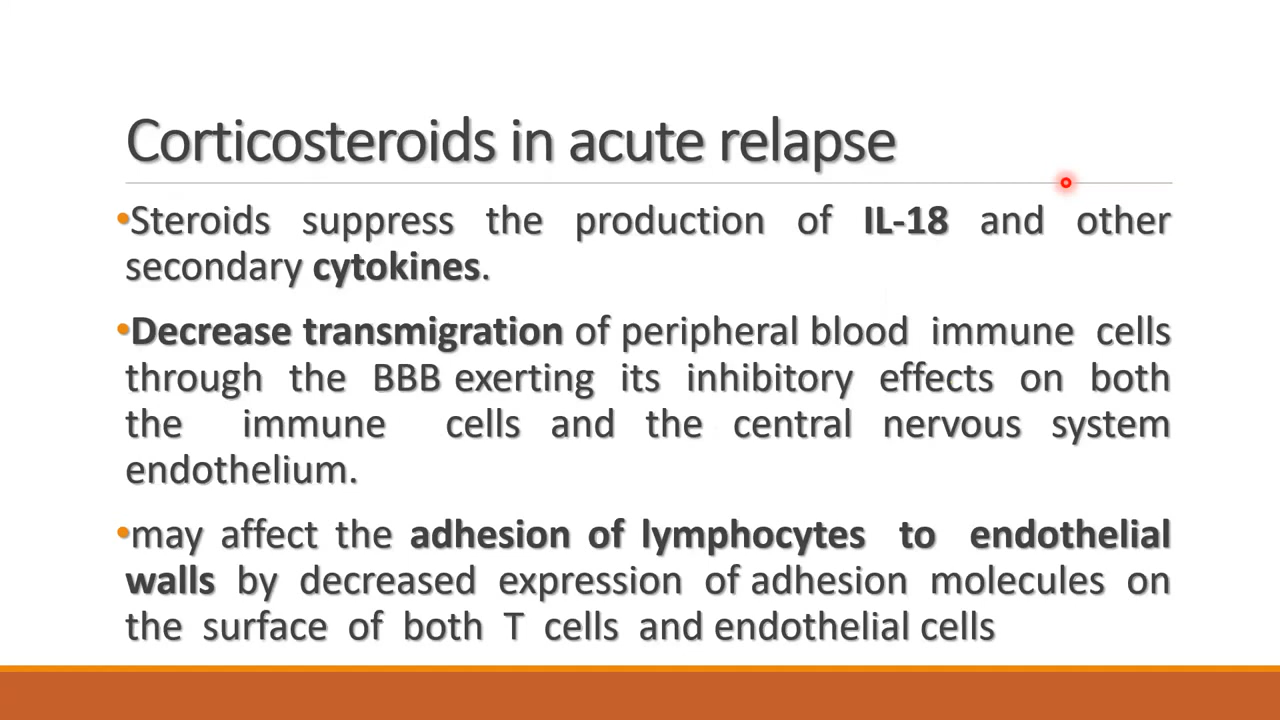 Corticosteroids in acute relapse
•Steroids suppress the production of IL-18 and other
secondary cytokines.
•Decrease transmigration of peripheral blood immune cells
through the BBB exerting its inhibitory effects on both
the immune cells and the central nervous system
endothelium.
•may affect the adhesion of lymphocytes to endothelial
walls by decreased expression of adhesion molecules on
the surface of both T cells and endothelial cells